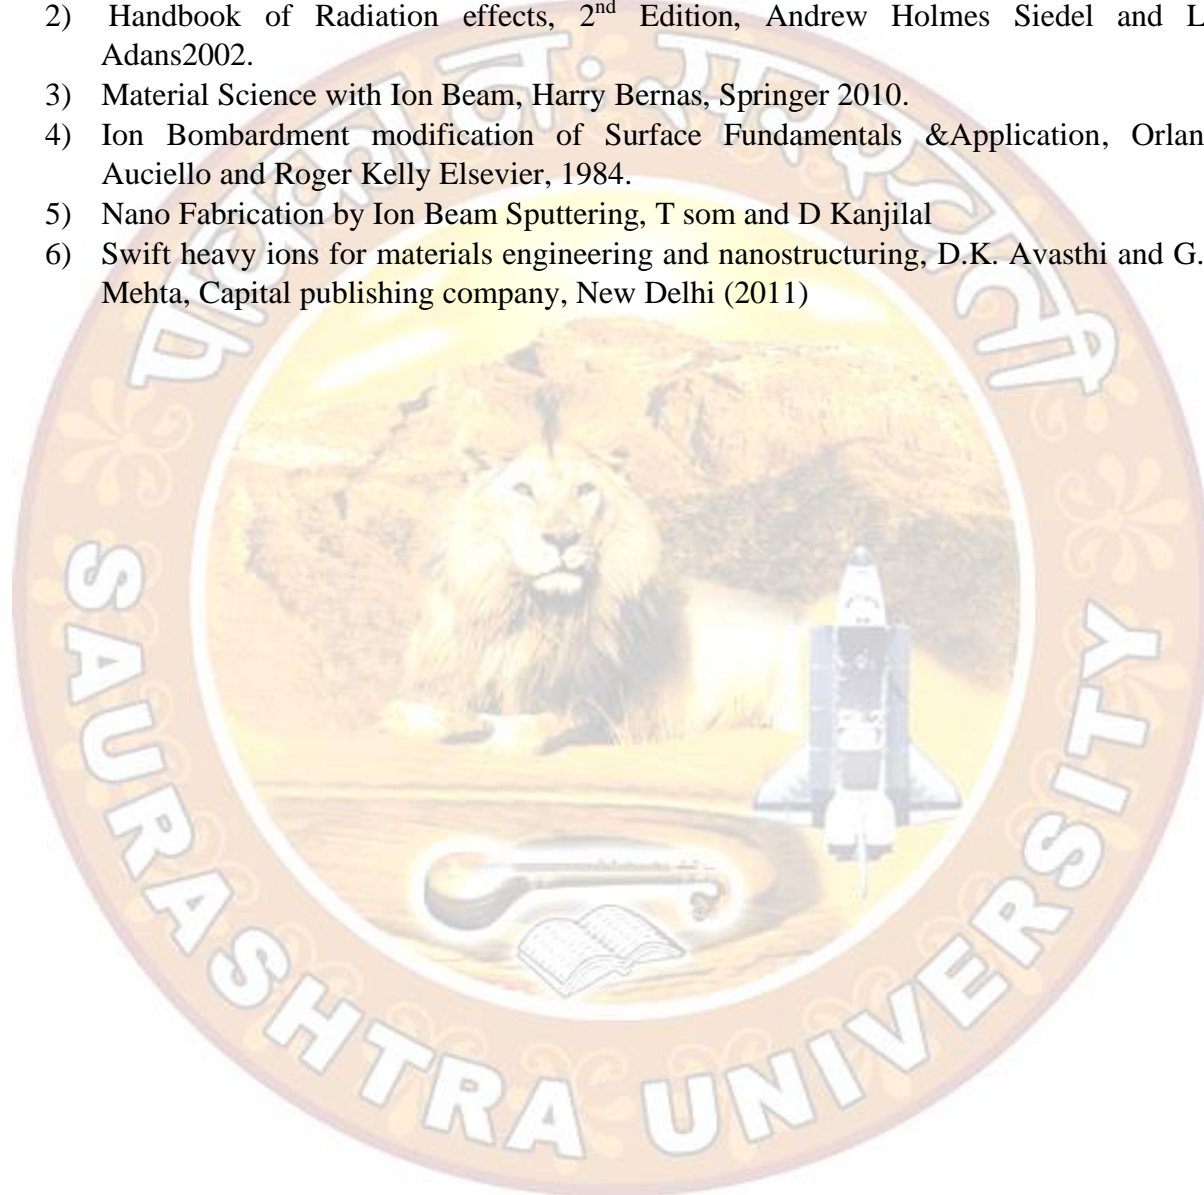 2) Handbook of Radiation effects, 2nd Edition, Andrew Holmes Siedel and L
Adans2002.
3) Material Science with Ion Beam, Harry Bernas, Springer 2010.
4) Ion Bombardment modification of Surface Fundamentals &Application, Orlan
Auciello and Roger Kelly Elsevier, 1984.
5) Nano Fabrication by Ion Beam Sputtering, T som and D Kanjilal
6) Swift heavy ions for materials engineering and nanostructuring, D.K. Avasthi and G.
Mehta, Capital publishing company, New Delhi (2011)
पावका नः सरस्वती
SAURASHTRA UNIVERSITY